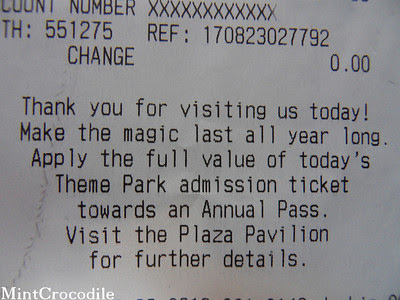 COUNT NUMBER XXXXXXXXXXXX
TH: 551275 REF: 170823027792
CHANGE 0.00
Thank you for visiting us today!
Make the magic last all year long.
Apply the full value of today's
Theme Park admission ticket
towards an Annual Pass.
Visit the Plaza Pavilion
for further details.
MintCrocodile